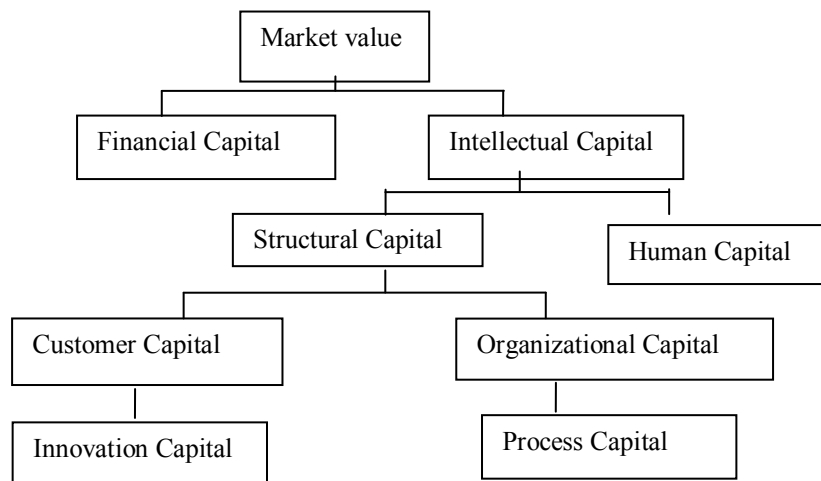 Market value
Financial Capital
Intellectual Capital
Structural Capital
Human Capital
Customer Capital
Organizational Capital
Innovation Capital
Process Capital